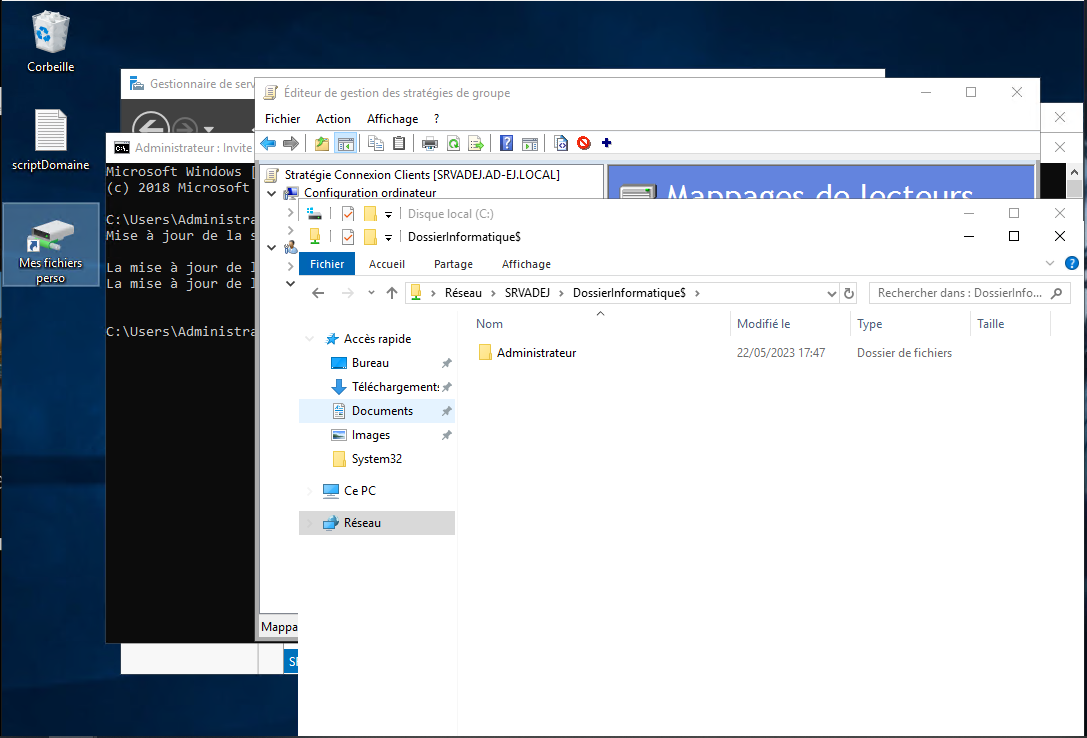 Corbeille
scriptDomaine
Mes fichiers
perso
Gestionnaire de serv
Administrateur : Invite
Microsoft Windows [
(c) 2018 Microsoft
C:\Users\Administra
Mise à jour de la s
La mise à jour de l
La mise à jour de l
C:\Users\Administra
Éditeur de gestion des stratégies de groupe
Fichier Action Affichage ?
Stratégie Connexion Clients [SRVADEJ.AD-EJ.LOCAL]
Configuration ordinateur
Mappages de lecteurs
Mappa
Disque local (C:)
DossierInformatique$
Fichier Accueil Partage Affichage
Réseau > SRVADEJ > DossierInformatique$ >
Rechercher dans : DossierInfo...
Nom Modifié le Type Taille
Administrateur 22/05/2023 17:47 Dossier de fichiers
Accès rapide
Bureau
Téléchargements
Documents
Images
System32
Ce PC
Réseau